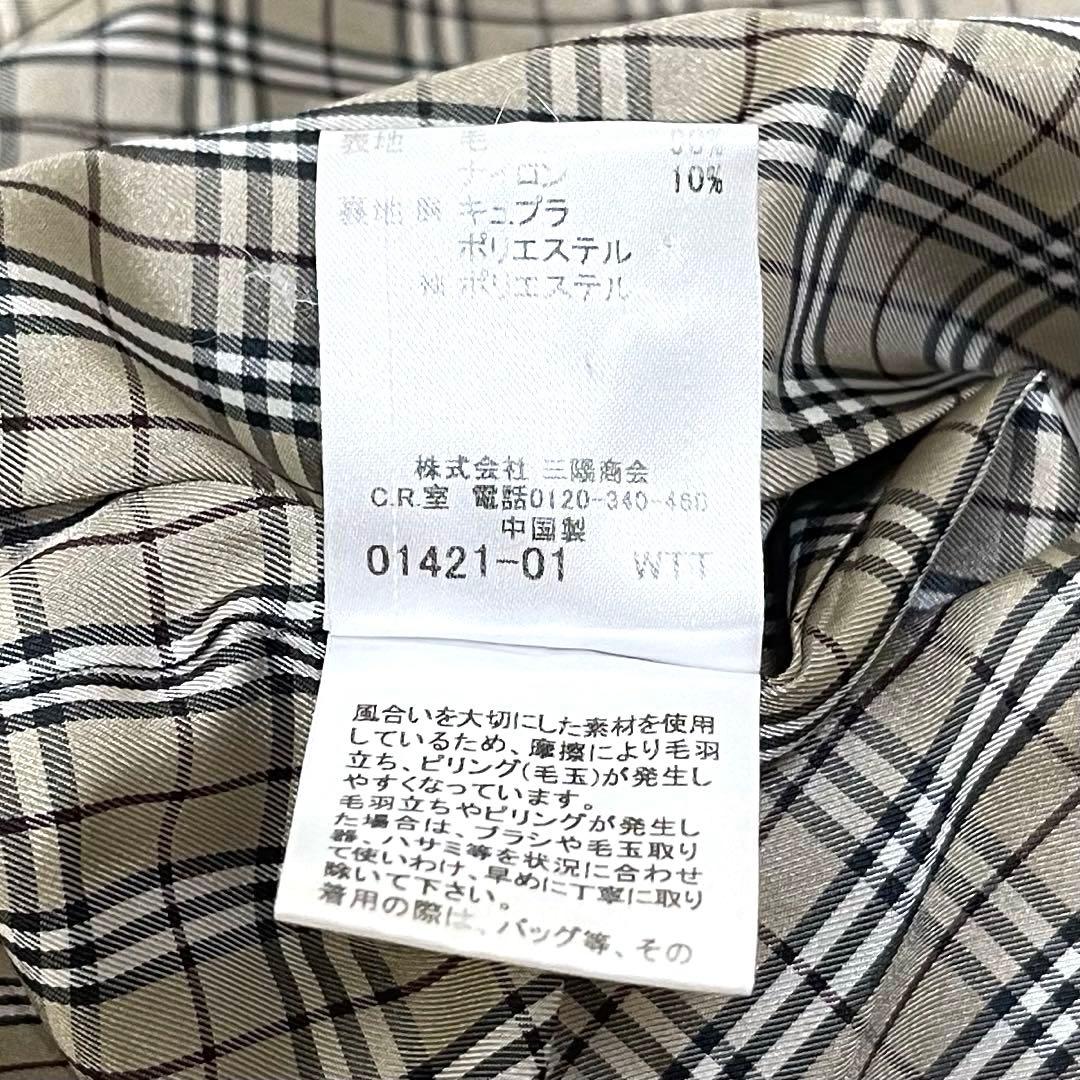 表地 毛
ナイロン 10%
キュプラ
ポリエステル
ポリエステル
株式会社 三陽商会
C.R.室 電話0120-340-460
中国製
01421-01 WTT
風合いを大切にした素材を使用
しているため、摩擦により毛羽
立ち、ピリング(毛玉)が発生し
やすくなっています。
毛羽立ちやピリングが発生し
た場合は、ブラシや毛玉取り
器、ハサミ等を状況に合わせ
て使いわけ、早めに丁寧に取り
除いて下さい。
着用の際は、バッグ等、その